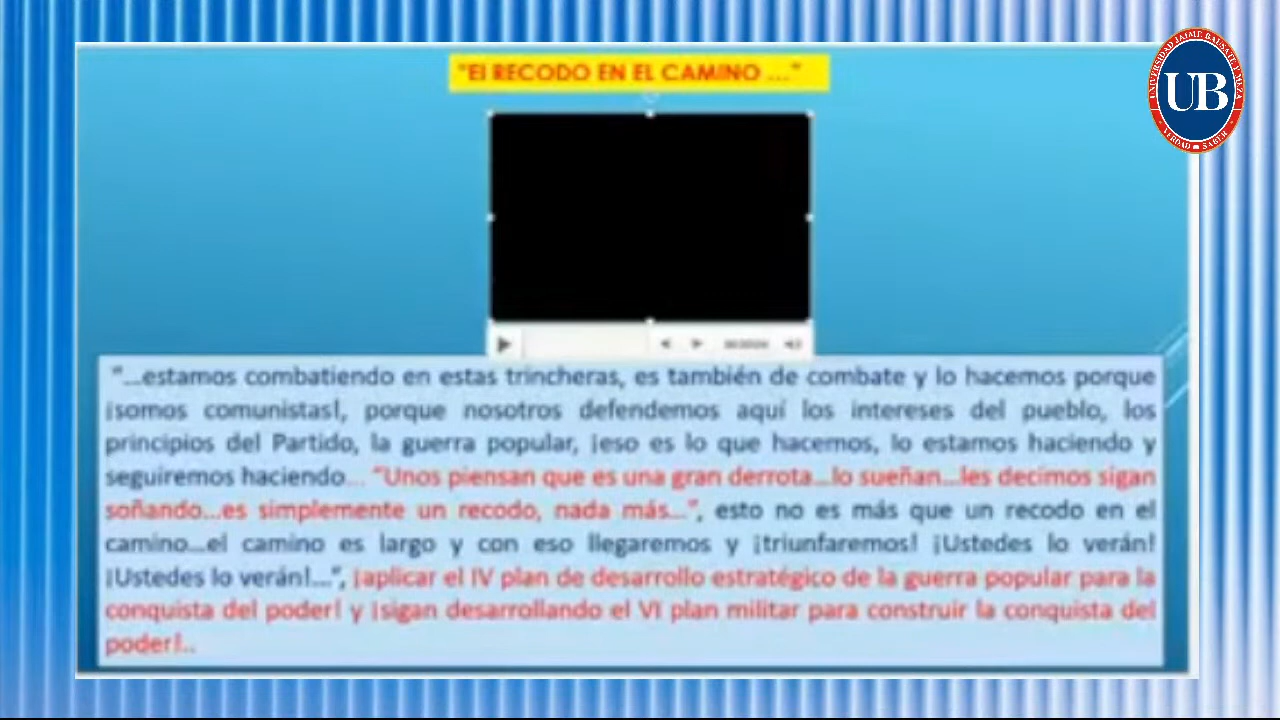 "El RECODO EN EL CAMINO ..."
UNIVERSIDAD JAIME BAUSATE Y MEZA
UB
VERDAD SABER
"...estamos combatiendo en estas trincheras, es también de combate y lo hacemos porque
¡somos comunistas!, porque nosotros defendemos aquí los intereses del pueblo, los
principios del Partido, la guerra popular, ¡eso es lo que hacemos, lo estamos haciendo y
seguiremos haciendo... "Unos piensan que es una gran derrota...lo sueñan...les decimos sigan
soñando...es simplemente un recodo, nada más...", esto no es más que un recodo en el
camino...el camino es largo y con eso llegaremos y ¡triunfaremos! ¡Ustedes lo verán!
¡Ustedes lo verán!...", ¡aplicar el IV plan de desarrollo estratégico de la guerra popular para la
conquista del poder! y ¡sigan desarrollando el VI plan militar para construir la conquista del
poder!..